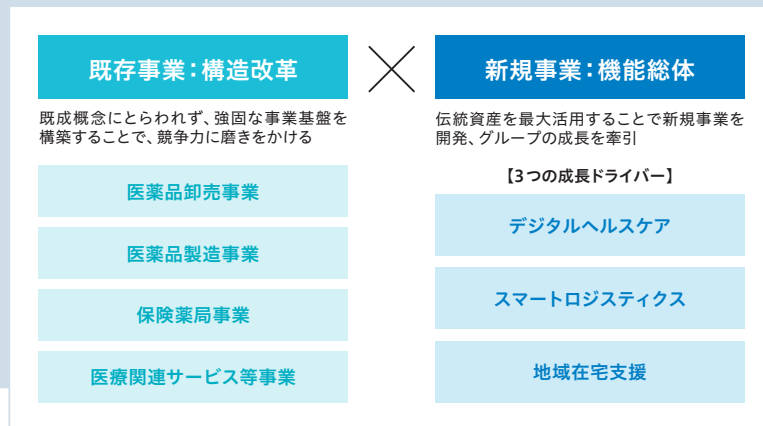 既存事業：構造改革
既成概念にとらわれず、強固な事業基盤を
構築することで、競争力に磨きをかける
医薬品卸売事業
医薬品製造事業
保険薬局事業
医療関連サービス等事業
新規事業：機能総体
伝統資産を最大活用することで新規事業を
開発、グループの成長を牽引
【3つの成長ドライバー】
デジタルヘルスケア
スマートロジスティクス
地域在宅支援